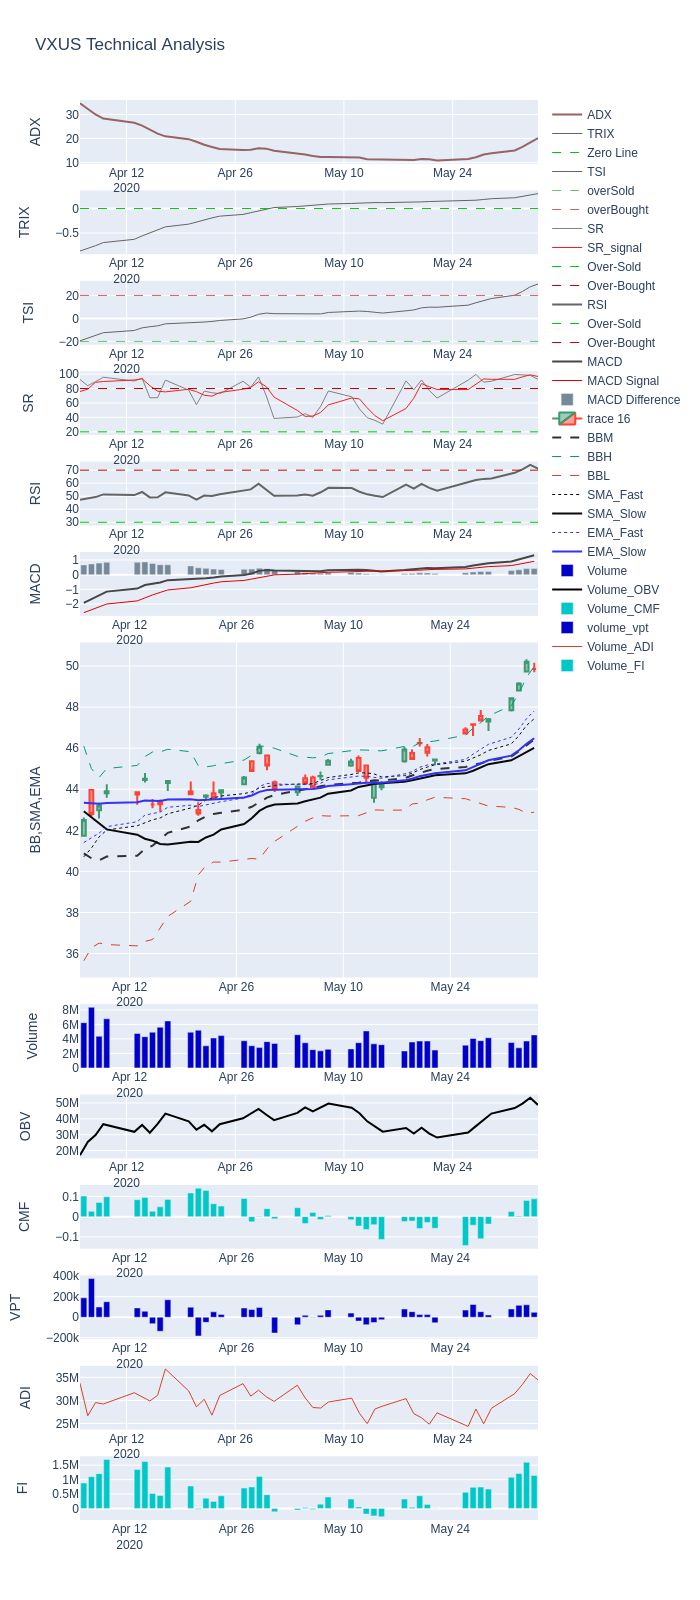 VXUS Technical Analysis
ADX
30
20
10
Apr 12
2020
Apr 26
May 10
May 24
TRIX
0
−0.5
Apr 12
2020
Apr 26
May 10
May 24
TSI
20
0
−20
Apr 12
2020
Apr 26
May 10
May 24
SR
100
80
60
40
20
Apr 12
2020
Apr 26
May 10
May 24
RSI
70
60
50
40
30
Apr 12
2020
Apr 26
May 10
May 24
MACD
1
0
−1
−2
Apr 12
2020
Apr 26
May 10
May 24
BB,SMA,EMA
50
48
46
44
42
40
38
36
Apr 12
2020
Apr 26
May 10
May 24
Volume
8M
6M
4M
2M
0
Apr 12
2020
Apr 26
May 10
May 24
OBV
50M
40M
30M
20M
Apr 12
2020
Apr 26
May 10
May 24
CMF
0.1
0
−0.1
Apr 12
2020
Apr 26
May 10
May 24
VPT
400k
200k
0
−200k
Apr 12
2020
Apr 26
May 10
May 24
ADI
35M
30M
25M
Apr 12
2020
Apr 26
May 10
May 24
FI
1.5M
1M
0.5M
0
Apr 12
2020
Apr 26
May 10
May 24
ADX
TRIX
Zero Line
TSI
overSold
overBought
SR
SR_signal
Over-Sold
Over-Bought
RSI
Over-Sold
Over-Bought
MACD
MACD Signal
MACD Difference
trace 16
BBM
BBH
BBL
SMA_Fast
SMA_Slow
EMA_Fast
EMA_Slow
Volume
Volume_OBV
Volume_CMF
volume_vpt
Volume_ADI
Volume_FI